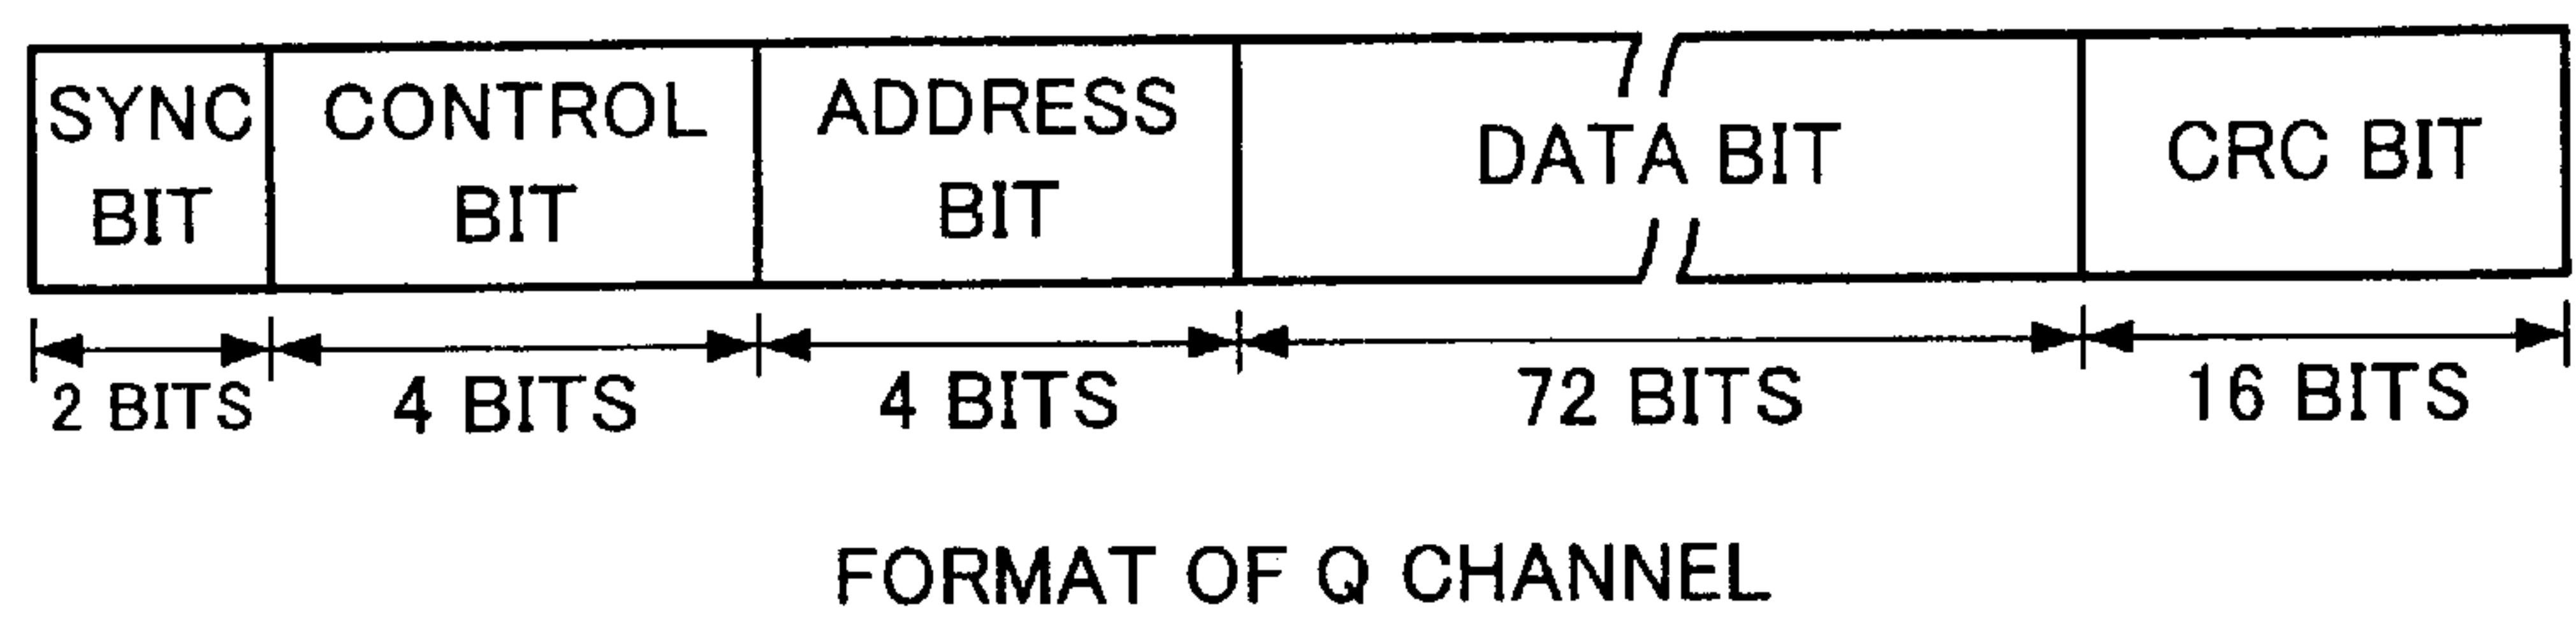 SYNC
BIT
CONTROL
BIT
ADDRESS
BIT
DATA BIT
CRC BIT
2 BITS
4 BITS
4 BITS
72 BITS
16 BITS
FORMAT OF Q CHANNEL